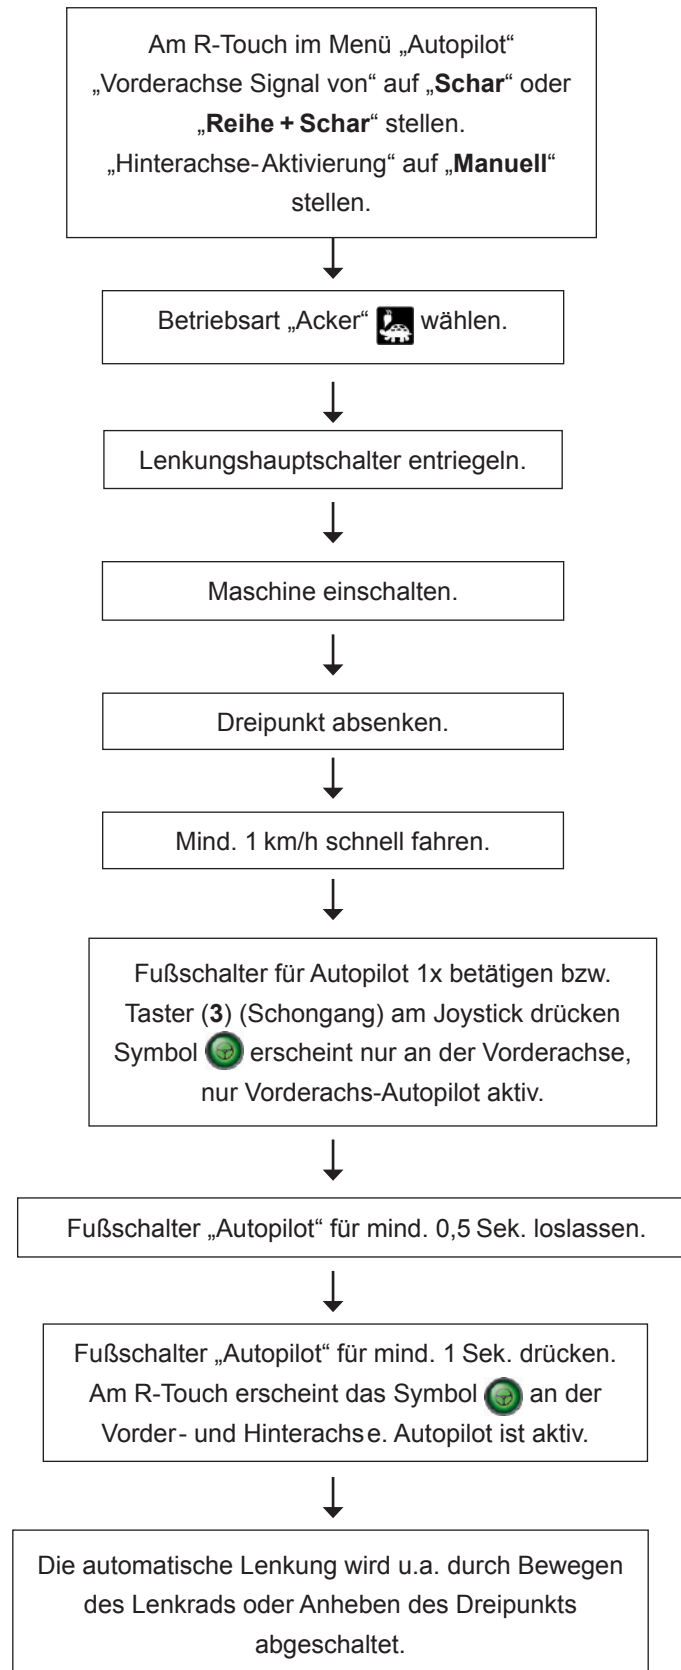 Am R-Touch im Menü „Autopilot“
„Vorderachse Signal von“ auf „Schar“ oder
„Reihe + Schar“ stellen.
„Hinterachse-Aktivierung“ auf „Manuell“
stellen.
Betriebsart „Acker“ wählen.
Lenkungshauptschalter entriegeln.
Maschine einschalten.
Dreipunkt absenken.
Mind. 1 km/h schnell fahren.
Fußschalter für Autopilot 1x betätigen bzw.
Taster (3) (Schongang) am Joystick drücken
Symbol erscheint nur an der Vorderachse,
nur Vorderachs-Autopilot aktiv.
Fußschalter „Autopilot“ für mind. 0,5 Sek. loslassen.
Fußschalter „Autopilot“ für mind. 1 Sek. drücken.
Am R-Touch erscheint das Symbol an der
Vorder- und Hinterachse. Autopilot ist aktiv.
Die automatische Lenkung wird u.a. durch Bewegen
des Lenkrads oder Anheben des Dreipunkts
abgeschaltet.